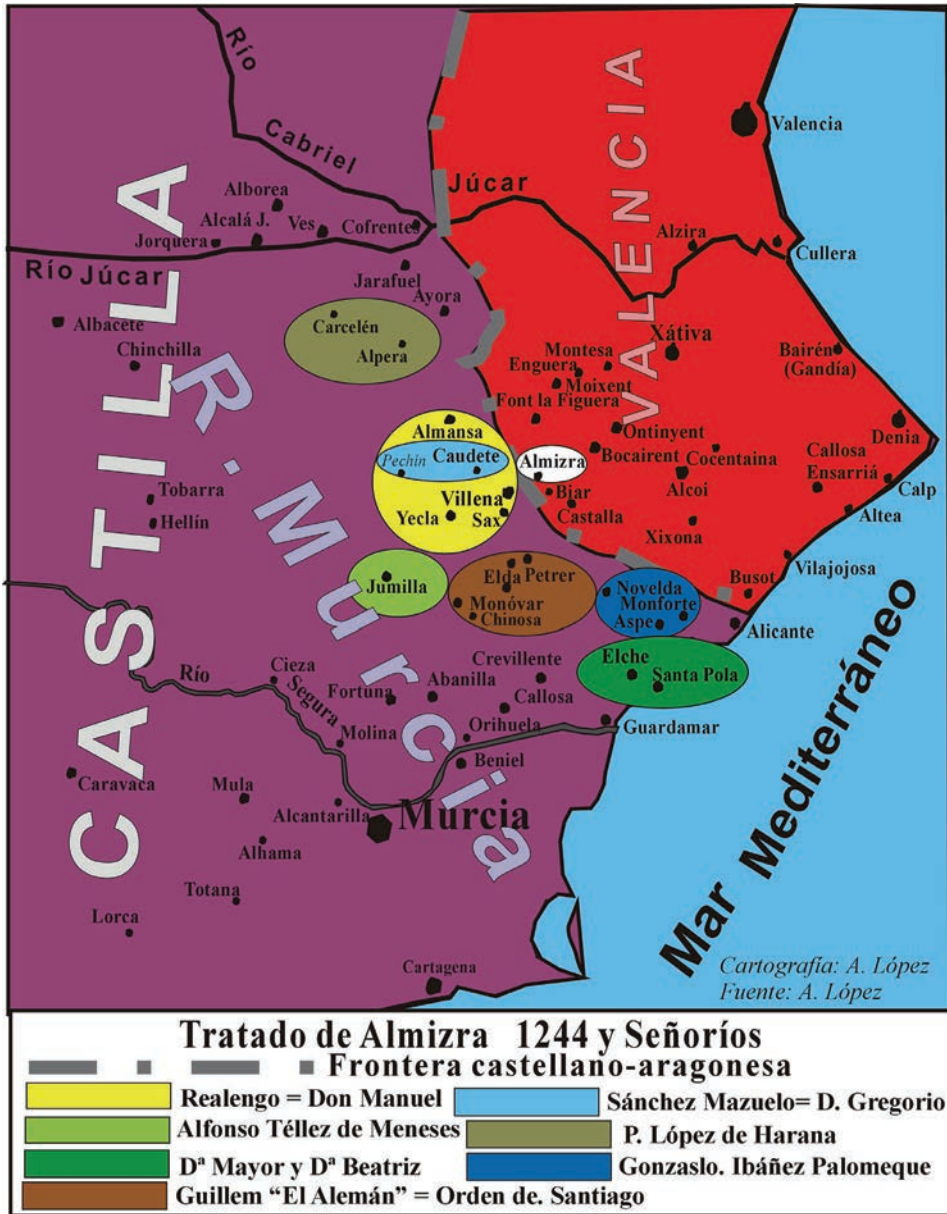 Río
Cabriel
Júcar
VALENCIA
Valencia
Alborea
Alcalá J.
Ves
Cofrentes
Jorquera
Alzira
Cullera
Río Júcar
Jarafuel
Ayora
CASTILLA
Albacete
Chinchilla
Carcelén
Alpera
R. Murcia
Xátiva
Montesa
Enguera
Moixent
Font la Figuera
Bairén
(Gandía)
Almansa
Pechin
Caudete
Almizra
Ontinyent
Bocairent
Cocentaina
Alcoi
Denia
Callosa
Ensarriá
Calp
Altea
Villena
Yecla
Sax
Biar
Castalla
Xixona
Tobarra
Hellín
Jumilla
Elda
Petrer
Monóvar
Chinosa
Novelda
Monforte
Aspe
Busot
Vilajojosa
Alicante
Elche
Santa Pola
Río
Segura
Cieza
Fortuna
Abanilla
Crevillente
Callosa
Molina
Orihuela
Guardamar
Beniel
Caravaca
Mula
Alcantarilla
Murcia
Alhama
Totana
Lorca
Cartagena
Mar Mediterráneo
Cartografía: A. López
Fuente: A. López
Tratado de Almizra 1244 y Señoríos
Frontera castellano-aragonesa
Realengo = Don Manuel
Sánchez Mazuelo= D. Gregorio
Alfonso Téllez de Meneses
P. López de Harana
Dª Mayor y Dª Beatriz
Gonzaslo. Ibáñez Palomeque
Guillem “El Alemán” = Orden de. Santiago